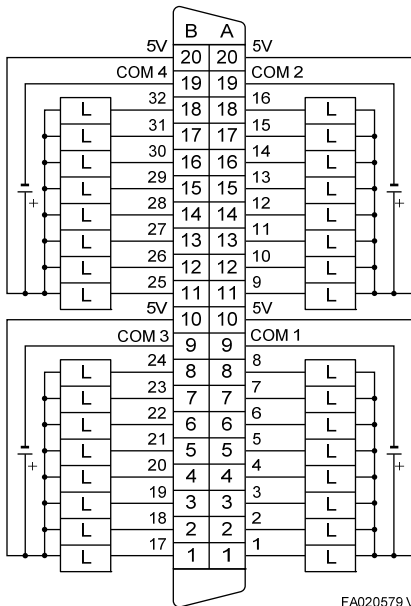 B A
5V 20 20 5V
COM 4 19 19 COM 2
L 32 18 18 16 L
L 31 17 17 15 L
L 30 16 16 14 L
L 29 15 15 13 L
+ L 28 14 14 12 L +
L 27 13 13 11 L
L 26 12 12 10 L
L 25 11 11 9 L
5V 10 10 5V
COM 3 9 9 COM 1
L 24 8 8 8 L
L 23 7 7 7 L
L 22 6 6 6 L
L 21 5 5 5 L
+ L 20 4 4 4 L +
L 19 3 3 3 L
L 18 2 2 2 L
L 17 1 1 1 L
FA020579V